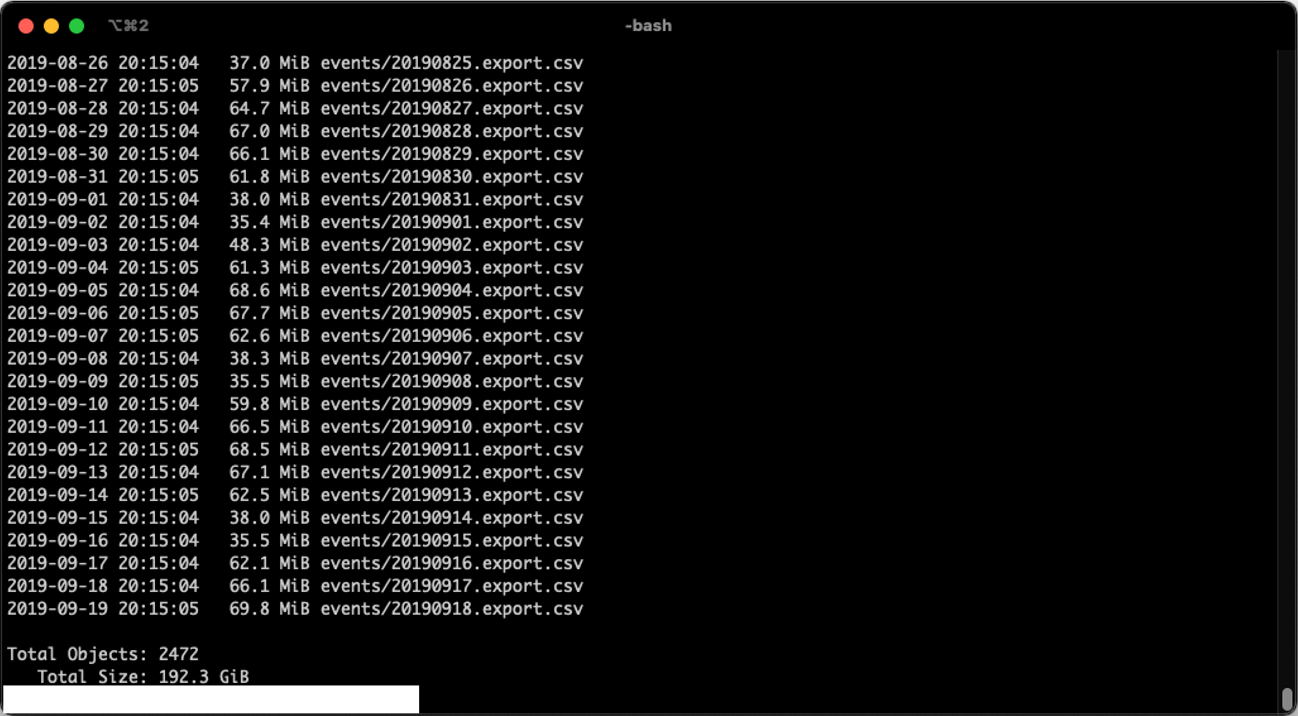 ⌥⌘2 -bash
2019-08-26 20:15:04   37.0 MiB events/20190825.export.csv
2019-08-27 20:15:05   57.9 MiB events/20190826.export.csv
2019-08-28 20:15:04   64.7 MiB events/20190827.export.csv
2019-08-29 20:15:04   67.0 MiB events/20190828.export.csv
2019-08-30 20:15:04   66.1 MiB events/20190829.export.csv
2019-08-31 20:15:05   61.8 MiB events/20190830.export.csv
2019-09-01 20:15:04   38.0 MiB events/20190831.export.csv
2019-09-02 20:15:04   35.4 MiB events/20190901.export.csv
2019-09-03 20:15:04   48.3 MiB events/20190902.export.csv
2019-09-04 20:15:05   61.3 MiB events/20190903.export.csv
2019-09-05 20:15:04   68.6 MiB events/20190904.export.csv
2019-09-06 20:15:05   67.7 MiB events/20190905.export.csv
2019-09-07 20:15:05   62.6 MiB events/20190906.export.csv
2019-09-08 20:15:04   38.3 MiB events/20190907.export.csv
2019-09-09 20:15:05   35.5 MiB events/20190908.export.csv
2019-09-10 20:15:04   59.8 MiB events/20190909.export.csv
2019-09-11 20:15:04   66.5 MiB events/20190910.export.csv
2019-09-12 20:15:05   68.5 MiB events/20190911.export.csv
2019-09-13 20:15:04   67.1 MiB events/20190912.export.csv
2019-09-14 20:15:05   62.5 MiB events/20190913.export.csv
2019-09-15 20:15:04   38.0 MiB events/20190914.export.csv
2019-09-16 20:15:04   35.5 MiB events/20190915.export.csv
2019-09-17 20:15:04   62.1 MiB events/20190916.export.csv
2019-09-18 20:15:04   66.1 MiB events/20190917.export.csv
2019-09-19 20:15:05   69.8 MiB events/20190918.export.csv
Total Objects: 2472
   Total Size: 192.3 GiB